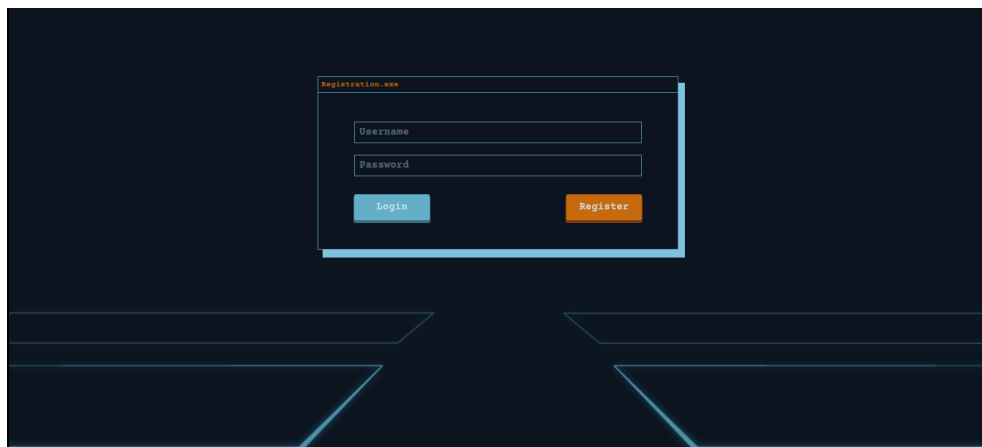 Registration.exe
Username
Password
Login
Register